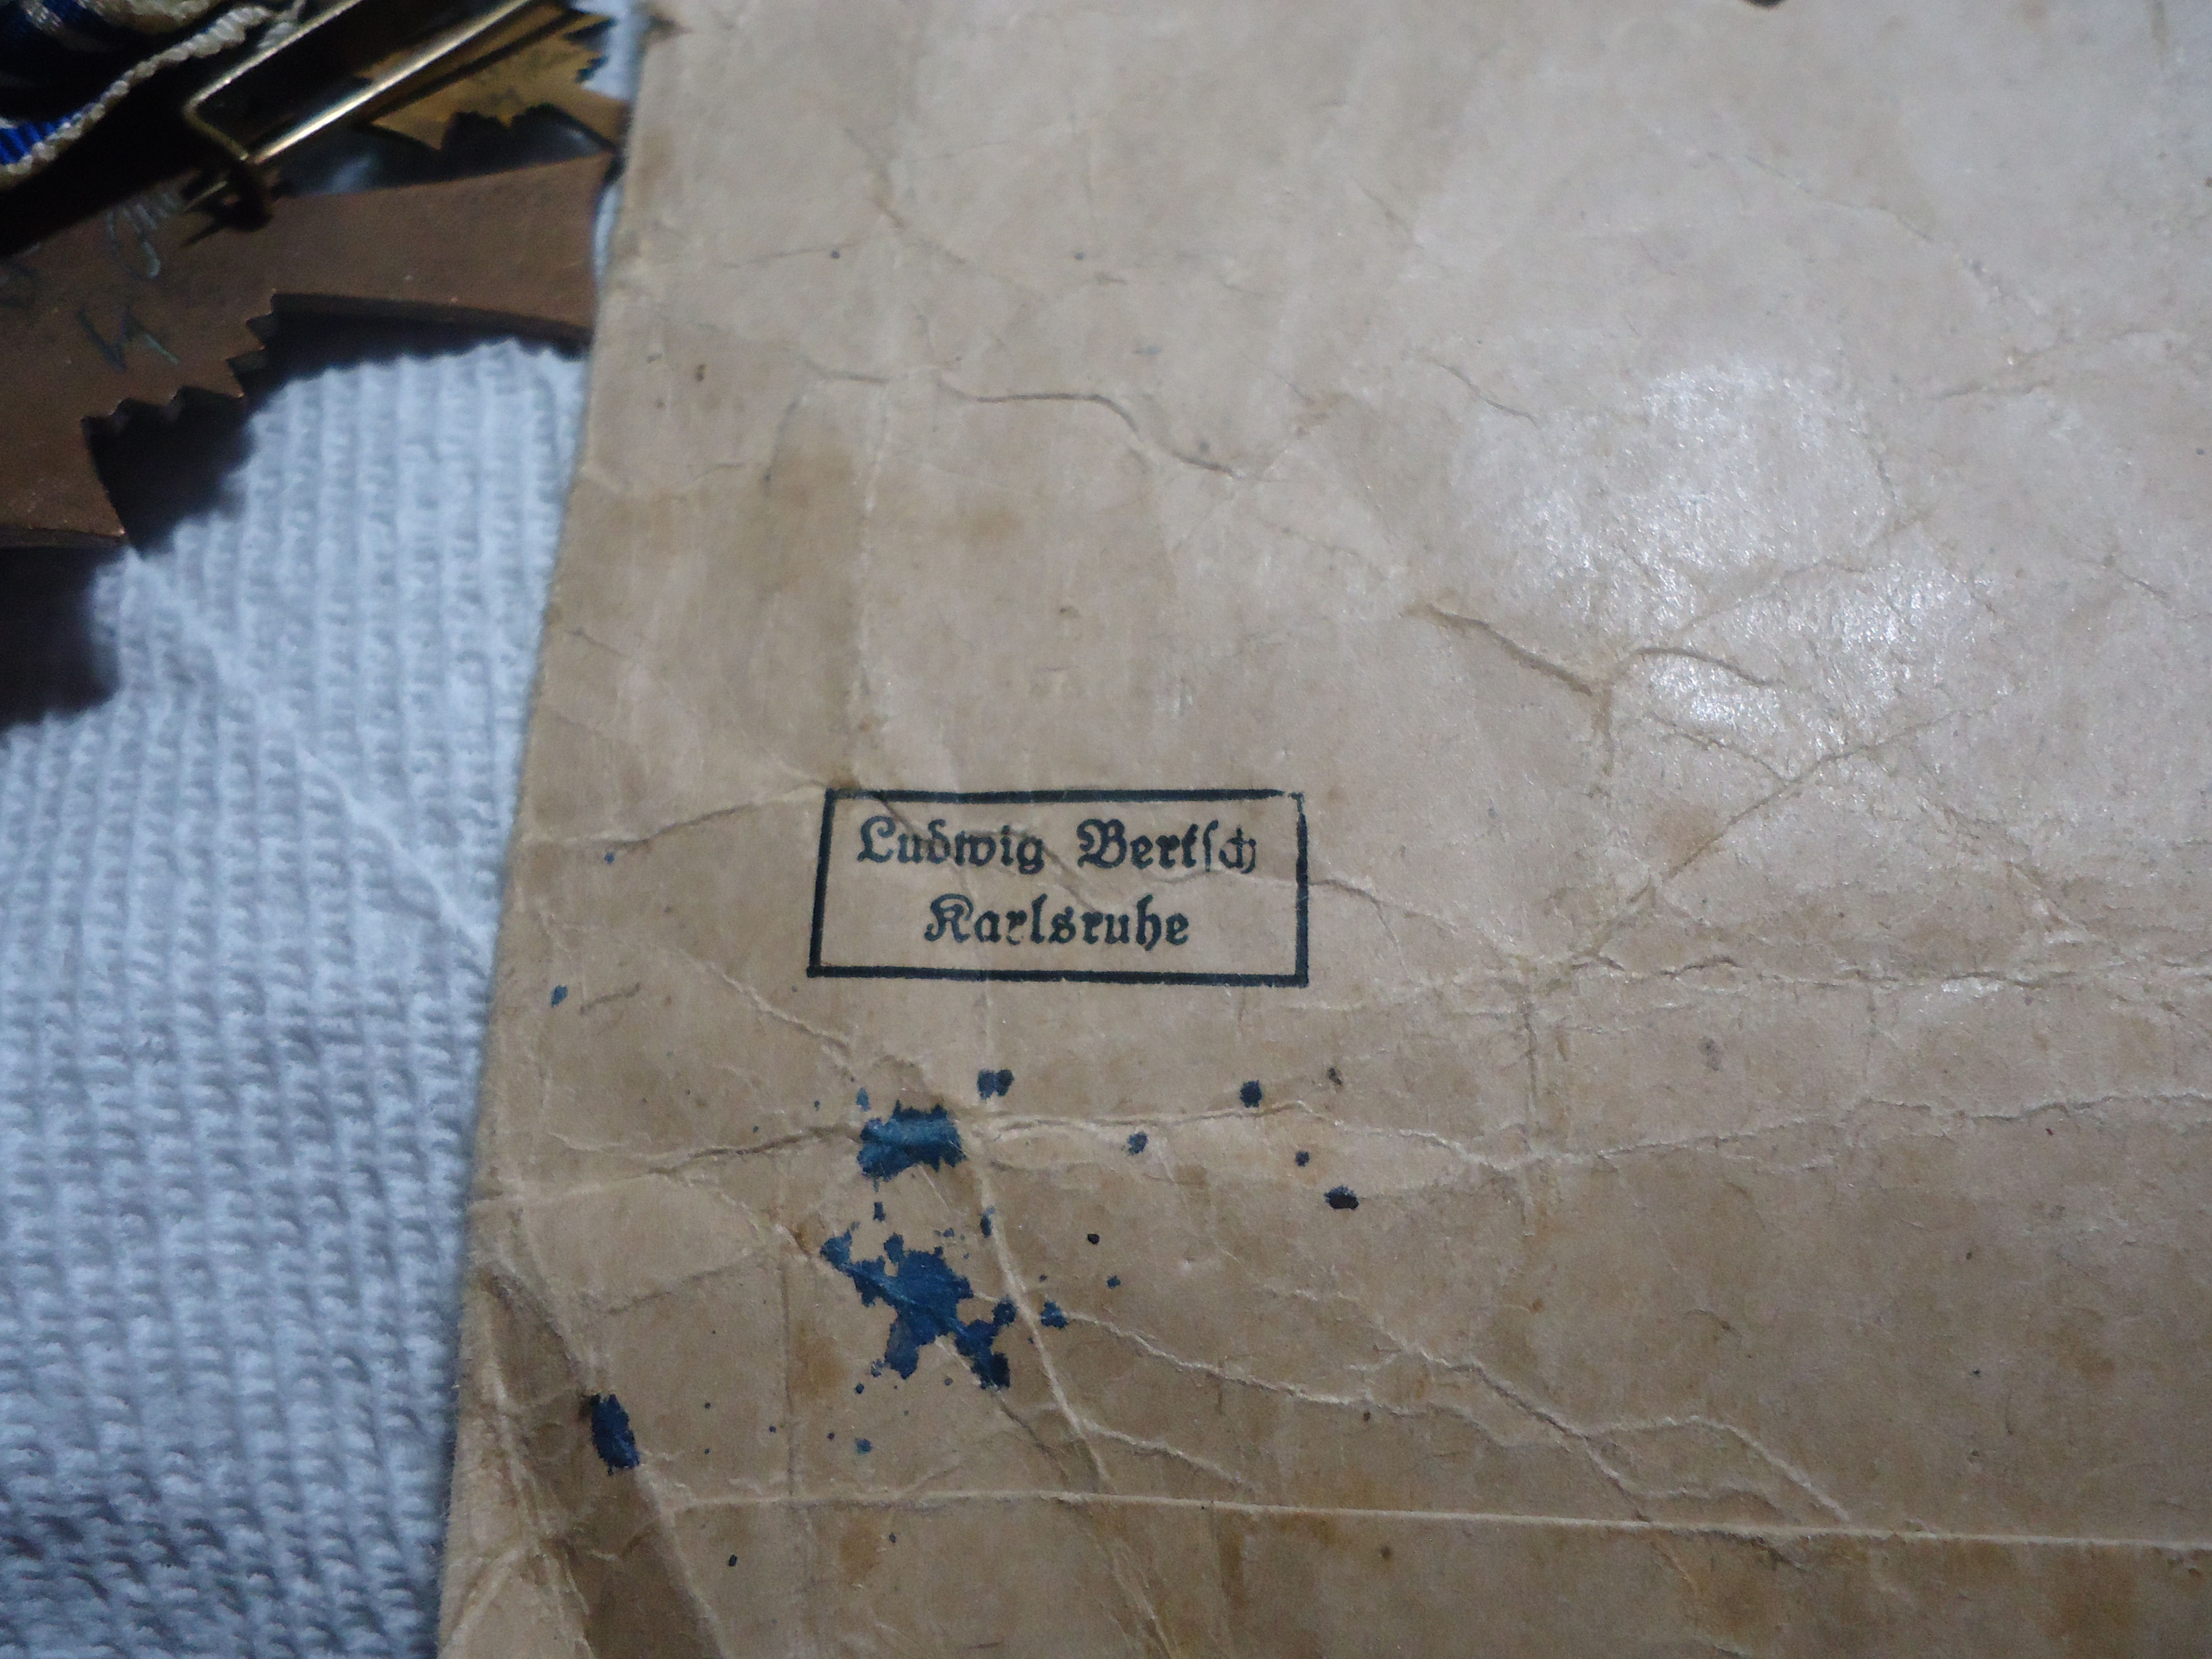 Ludwig Bertsch
Karlsruhe